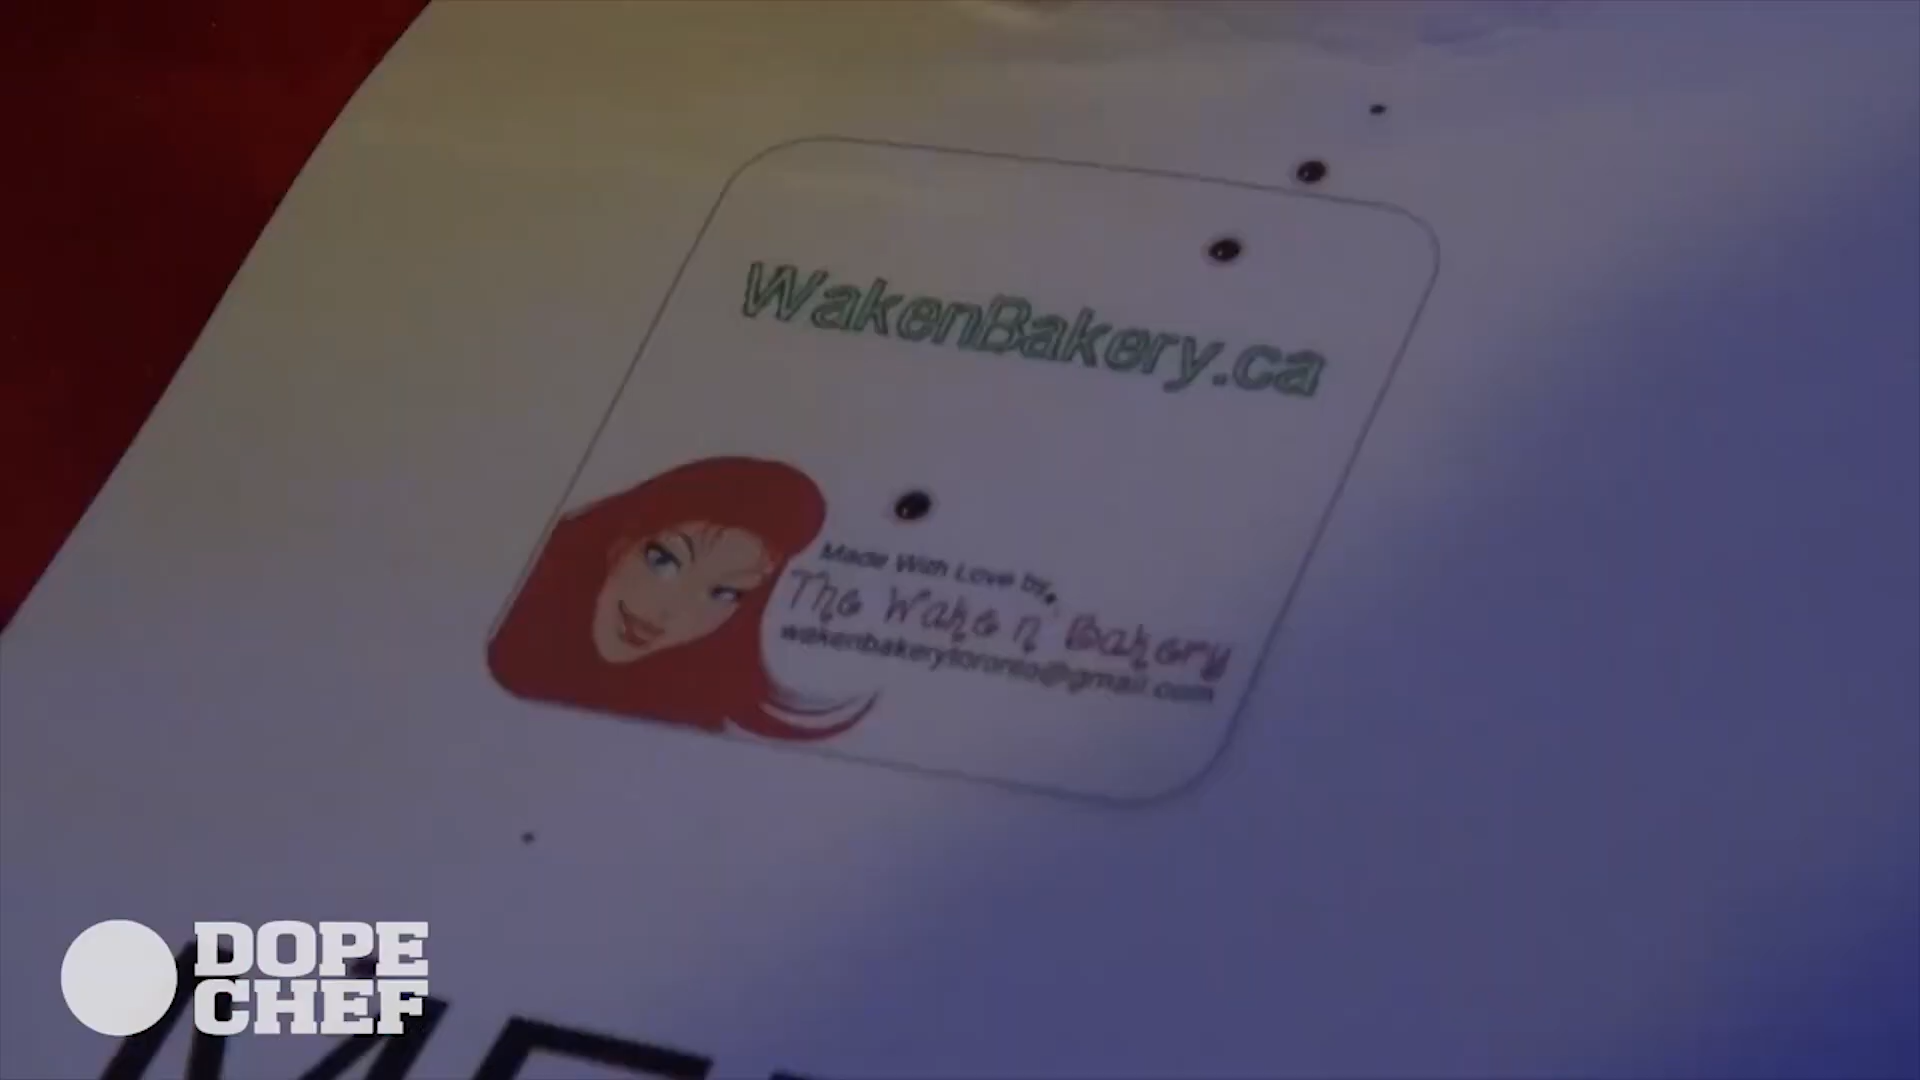 WakenBakery.ca
Made With Love by,
The Wake n' Bakery
wakenbakerytoronto@gmail.com
DOPE
CHEF